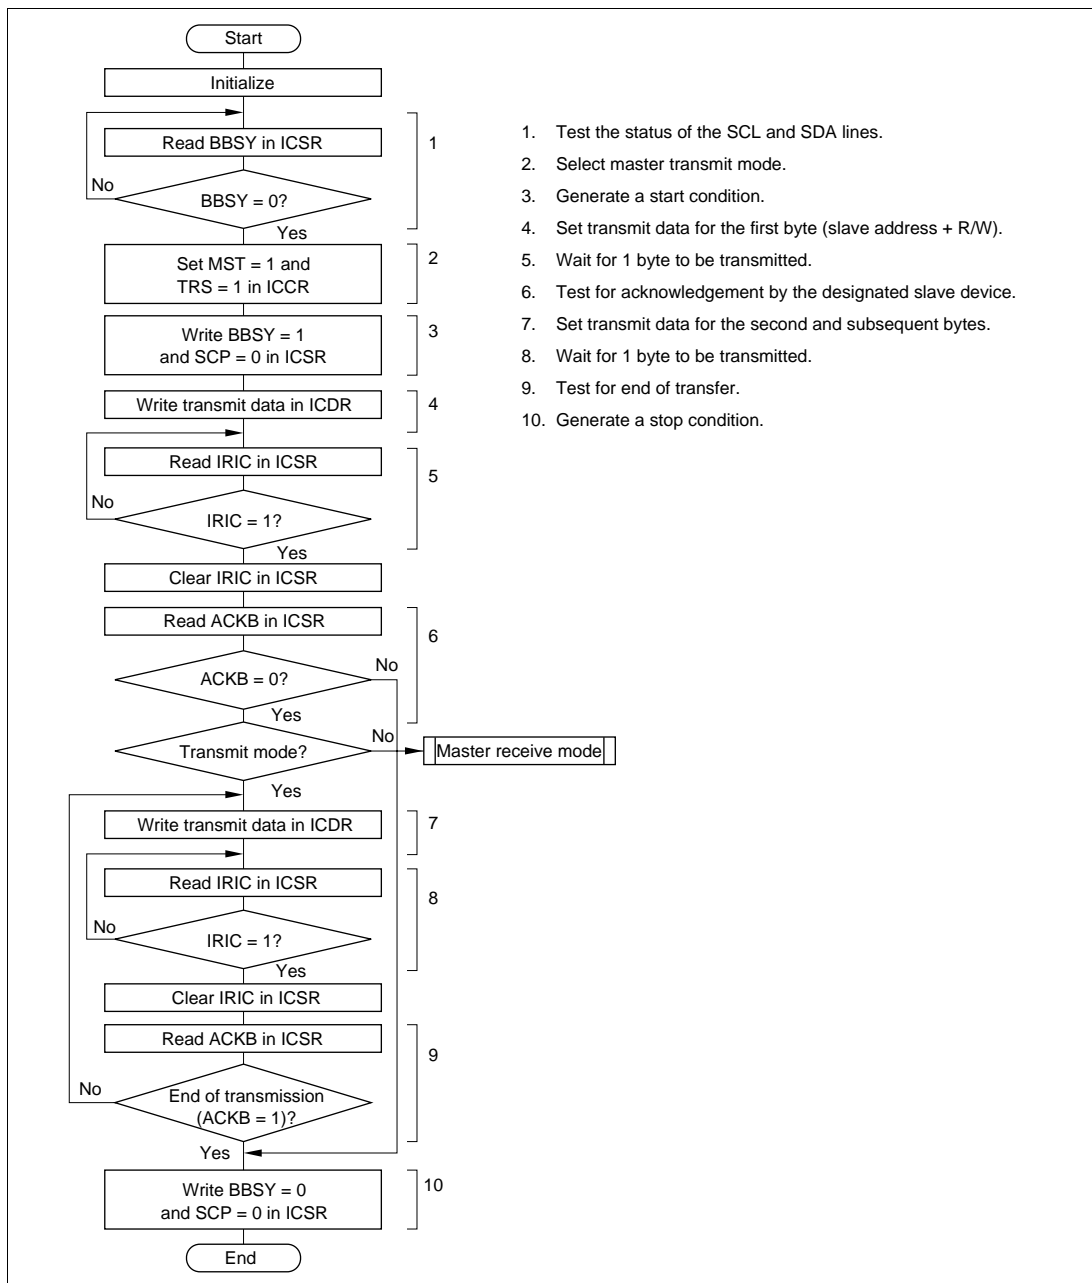 Start
Initialize
Read BBSY in ICSR
1
No
BBSY = 0?
Yes
Set MST = 1 and
TRS = 1 in ICCR
2
Write BBSY = 1
and SCP = 0 in ICSR
3
Write transmit data in ICDR
4
Read IRIC in ICSR
5
No
IRIC = 1?
Yes
Clear IRIC in ICSR
Read ACKB in ICSR
6
No
ACKB = 0?
Yes
No
Transmit mode?
Master receive mode
Yes
Write transmit data in ICDR
7
Read IRIC in ICSR
8
No
IRIC = 1?
Yes
Clear IRIC in ICSR
Read ACKB in ICSR
9
No
End of transmission
(ACKB = 1)?
Yes
Write BBSY = 0
and SCP = 0 in ICSR
10
End
1. Test the status of the SCL and SDA lines.
2. Select master transmit mode.
3. Generate a start condition.
4. Set transmit data for the first byte (slave address + R/W).
5. Wait for 1 byte to be transmitted.
6. Test for acknowledgement by the designated slave device.
7. Set transmit data for the second and subsequent bytes.
8. Wait for 1 byte to be transmitted.
9. Test for end of transfer.
10. Generate a stop condition.